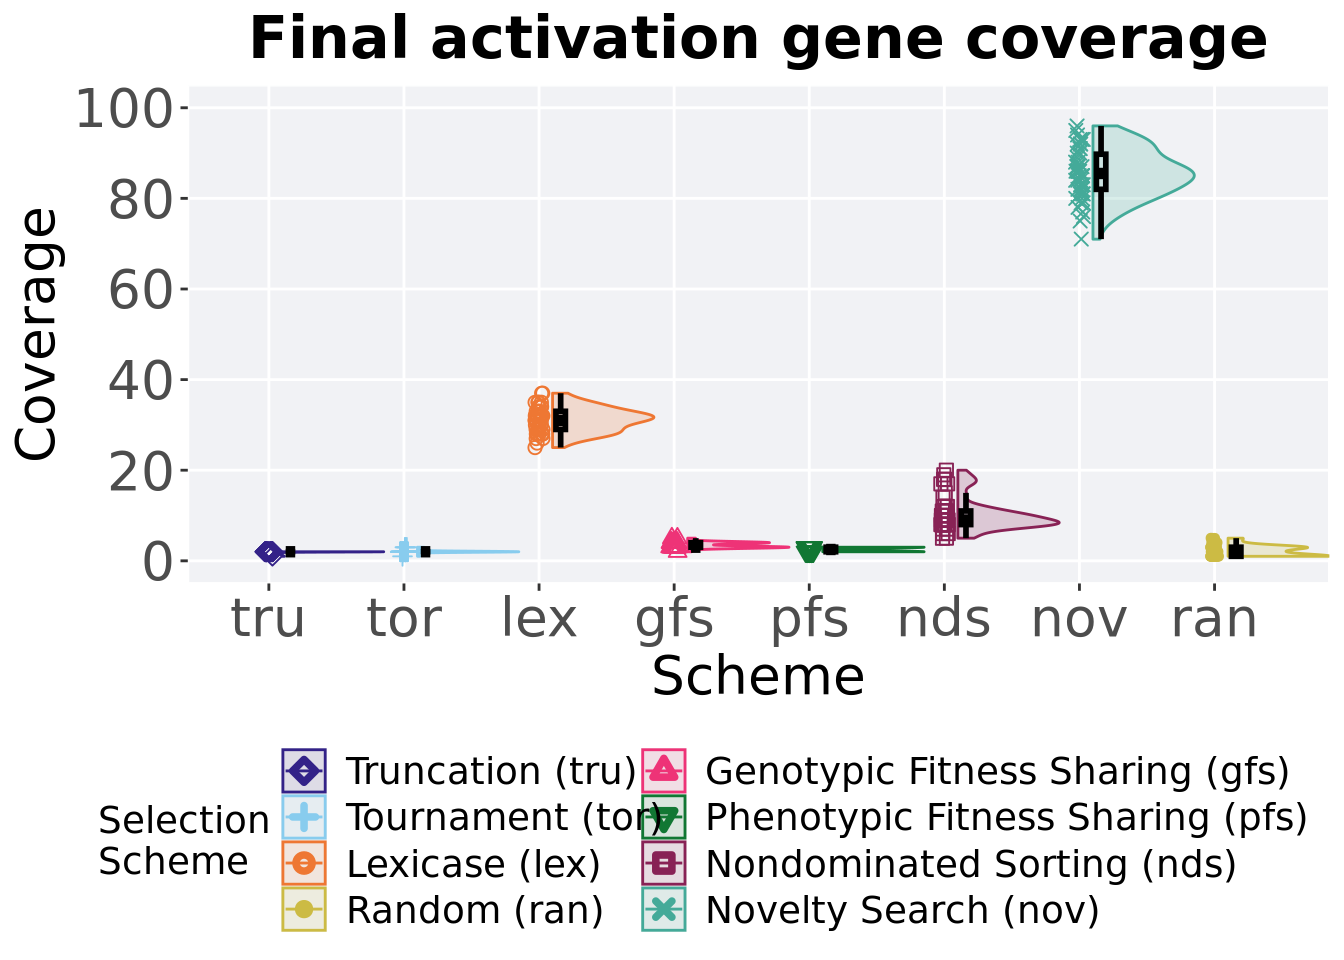 Final activation gene coverage
Coverage
100
80
60
40
20
0
tru tor lex gfs pfs nds nov ran
Scheme
Selection
Scheme
Truncation (tru)
Tournament (tor)
Lexicase (lex)
Random (ran)
Genotypic Fitness Sharing (gfs)
Phenotypic Fitness Sharing (pfs)
Nondominated Sorting (nds)
Novelty Search (nov)